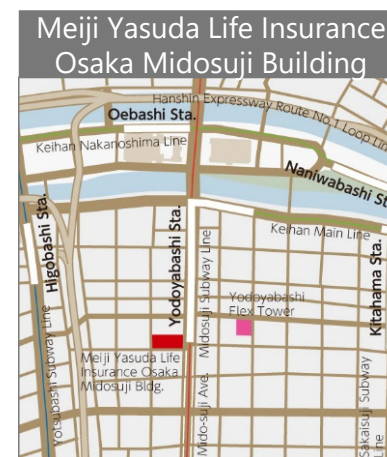 Meiji Yasuda Life Insurance
Osaka Midosuji Building
Hanshin Expressway Route No.1 Loop Line
Oebashi Sta.
Keihan Nakanoshima Line
Naniwabashi St
Keihan Main Line
Higobashi Sta.
Yodoyabashi Sta.
Midosuji Subway Line
Kitahama Sta.
Yodoyabashi
Flex Tower
Meiji Yasuda Life
Insurance Osaka
Midosuji Bldg.
Yotsubashi Subway Line
Mido-suji Ave.
Sakaisuji Subway
Line